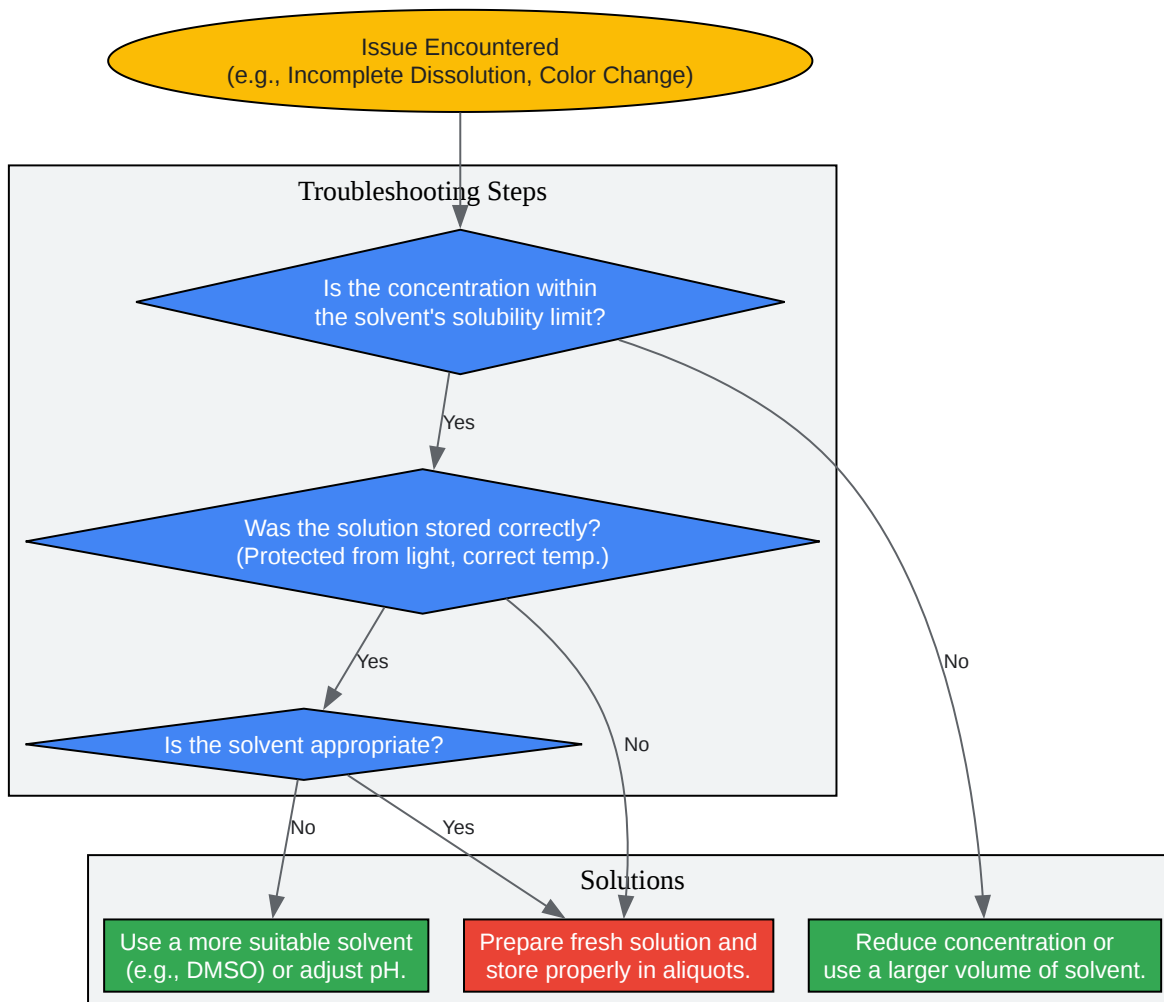 Issue Encountered
(e.g., Incomplete Dissolution, Color Change)
Troubleshooting Steps
Is the concentration within
the solvent's solubility limit?
Yes
Was the solution stored correctly?
(Protected from light, correct temp.)
Yes
No
Is the solvent appropriate?
No
No
Yes
Solutions
Use a more suitable solvent
(e.g., DMSO) or adjust pH.
Prepare fresh solution and
store properly in aliquots.
Reduce concentration or
use a larger volume of solvent.